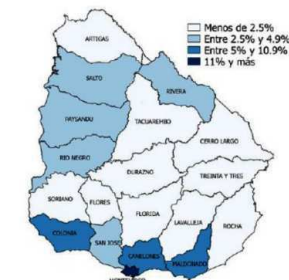 Menos de 2.5%
Entre 2.5% y 4.9%
Entre 5% y 10.9%
11% y más
ARTIGAS
SALTO
RIVERA
PAYSANDU
TACUAREMBO
CERRO LARGO
RIO NEGRO
DURAZNO
TREINTA Y TRES
SORIANO
FLORES
FLORIDA
LAVALLEJA
ROCHA
COLONIA
SAN JOSE
CANELONES
MALDONADO